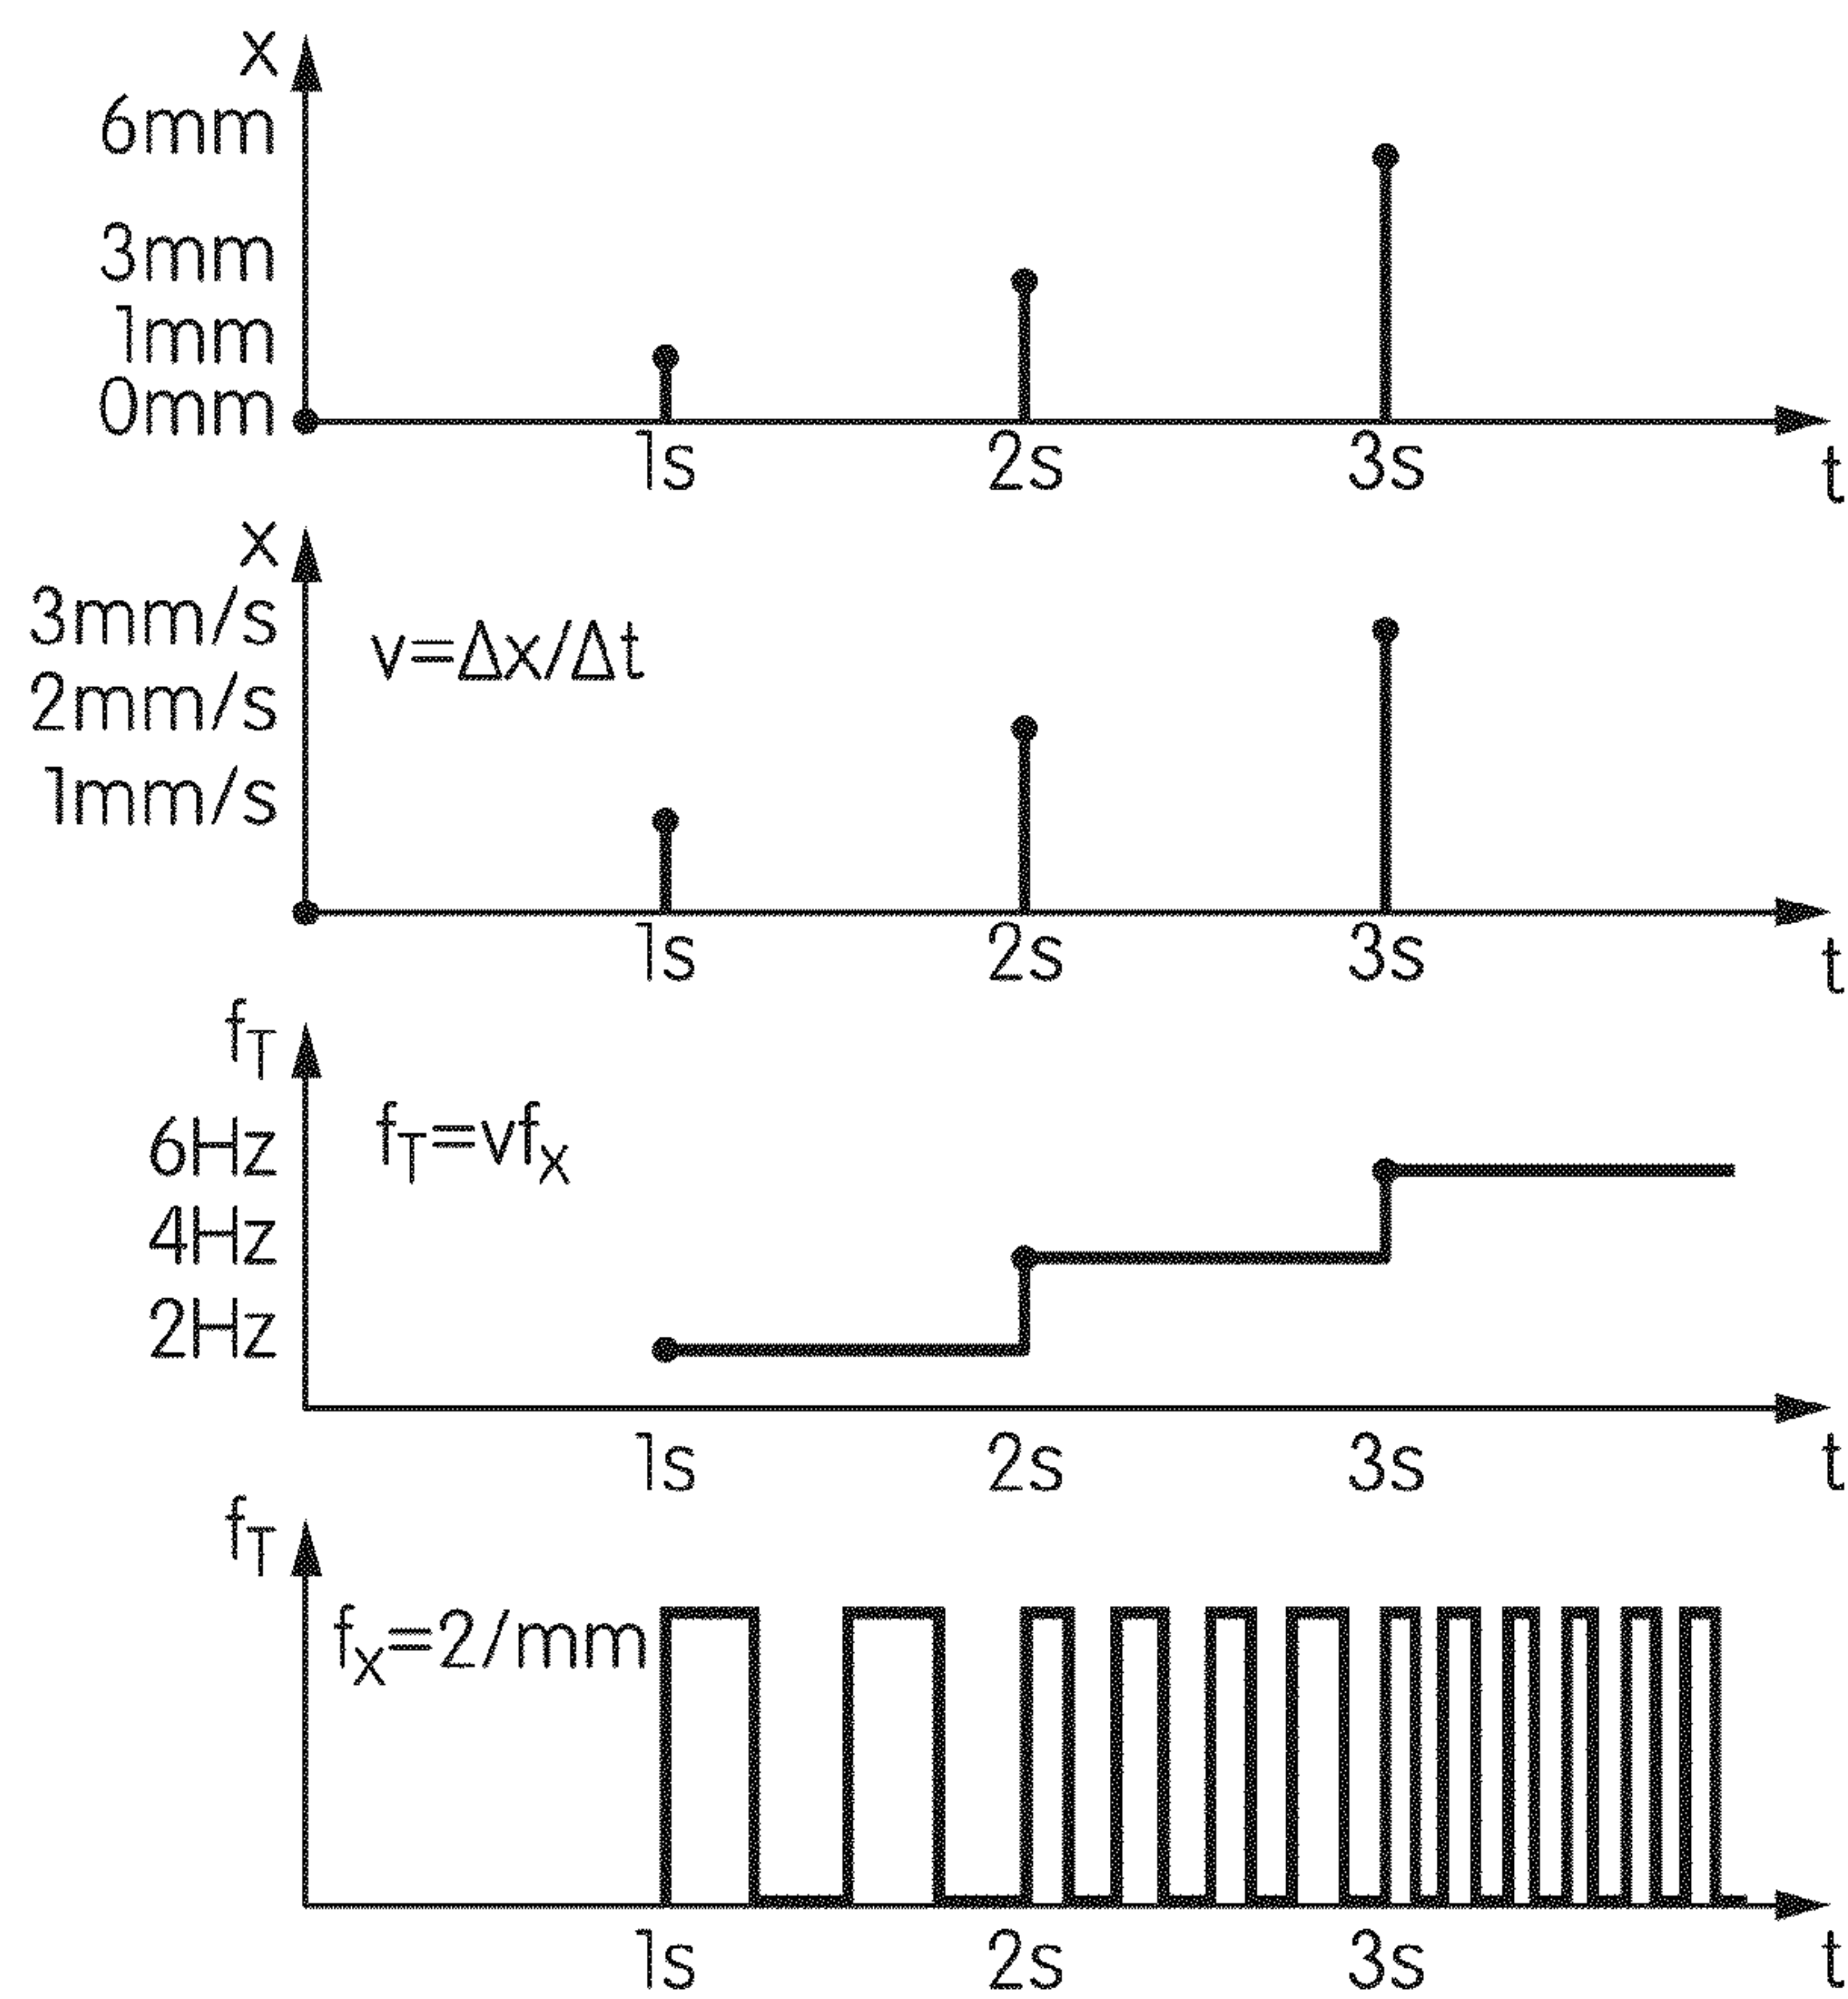 x
6mm
3mm
1mm
0mm
1s 2s 3s t
x
3mm/s
v=Δx/Δt
2mm/s
1mm/s
1s 2s 3s t
fT
6Hz
fT=vfx
4Hz
2Hz
1s 2s 3s t
fT
fx=2/mm
1s 2s 3s t